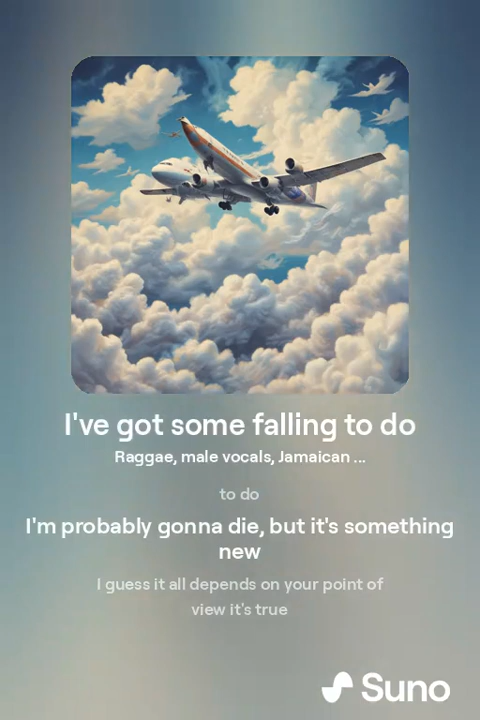 I've got some falling to do
Raggae, male vocals, Jamaican ...
to do
I'm probably gonna die, but it's something
new
I guess it all depends on your point of
view it's true
Suno